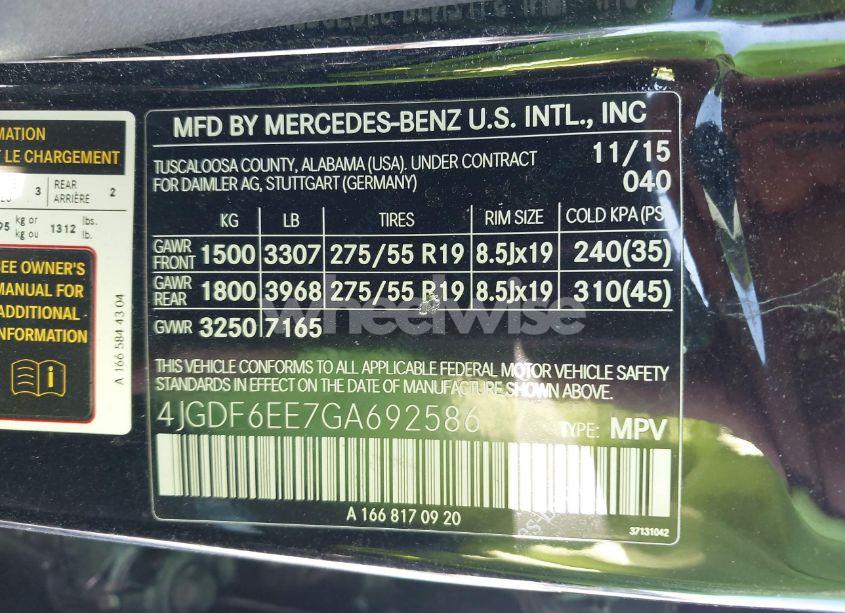 MATION
T LE CHARGEMENT
3 REAR ARRIÈRE 2
95 kg or kg ou 1312 lbs. lb.
EE OWNER'S
MANUAL FOR
ADDITIONAL
INFORMATION
A 166 584 43 04
MFD BY MERCEDES-BENZ U.S. INTL., INC
TUSCALOOSA COUNTY, ALABAMA (USA). UNDER CONTRACT 11/15
FOR DAIMLER AG, STUTTGART (GERMANY) 040
KG LB TIRES RIM SIZE COLD KPA(PS
GAWR FRONT 1500 3307 275/55 R19 8.5Jx19 240(35)
GAWR REAR 1800 3968 275/55 R19 8.5Jx19 310(45)
GWR 3250 7165
wheelwise
THIS VEHICLE CONFORMS TO ALL APPLICABLE FEDERAL MOTOR VEHICLE SAFETY
STANDARDS IN EFFECT ON THE DATE OF MANUFACTURE SHOWN ABOVE.
4JGDF6EE7GA692586 TYPE: MPV
A 166 817 09 20
37131042